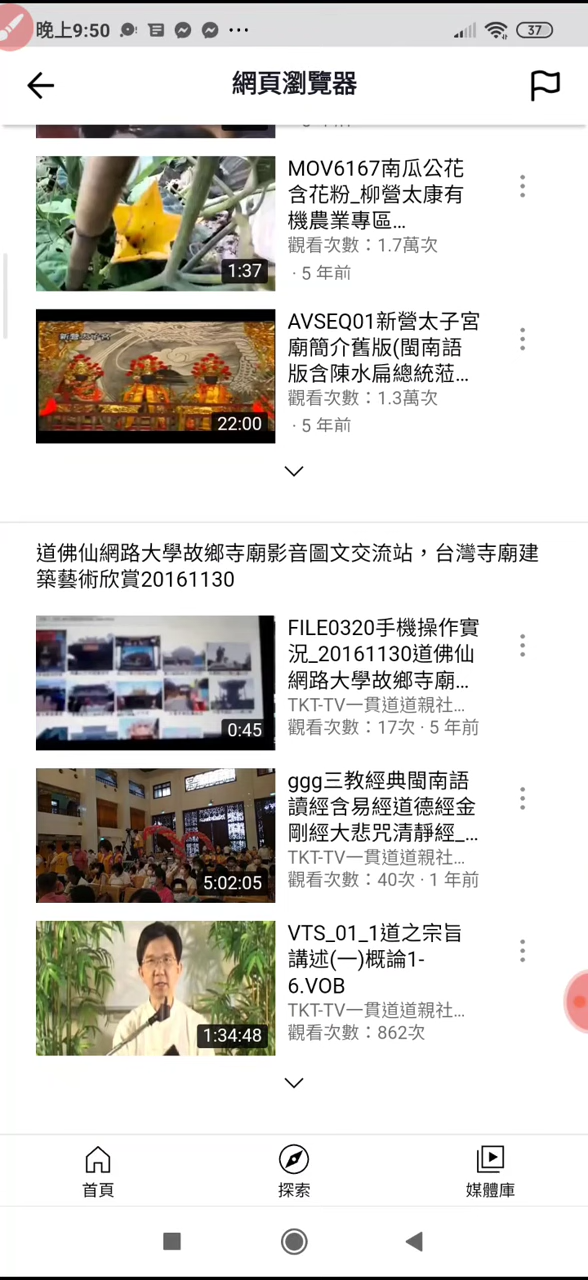 晚上9:50
37
網頁瀏覽器
MOV6167南瓜公花
含花粉_柳營太康有
機農業專區...
觀看次數：1.7萬次
· 5 年前
1:37
AVSEQ01新營太子宮
廟簡介舊版(閩南語
版含陳水扁總統蒞...
觀看次數：1.3萬次
· 5 年前
22:00
道佛仙網路大學故鄉寺廟影音圖文交流站，台灣寺廟建
築藝術欣賞20161130
FILE0320手機操作實
況_20161130道佛仙
網路大學故鄉寺廟...
TKT-TV一貫道道親社...
觀看次數：17次 · 5 年前
0:45
ggg三教經典閩南語
讀經含易經道德經金
剛經大悲咒清靜經_...
TKT-TV一貫道道親社...
觀看次數：40次 · 1 年前
5:02:05
VTS_01_1道之宗旨
講述(一)概論1-
6.VOB
TKT-TV一貫道道親社...
觀看次數：862次
1:34:48
首頁
探索
媒體庫